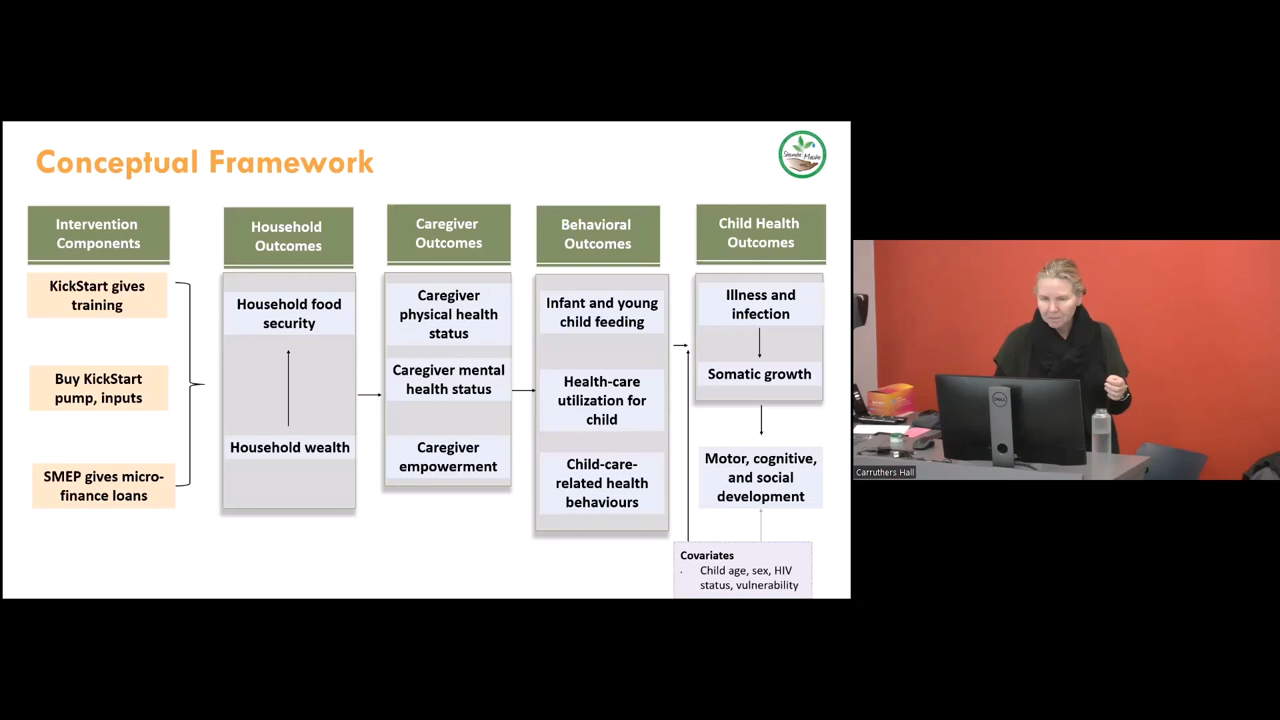 Conceptual Framework
Shamba Maisha
Intervention
Components
KickStart gives
training
Buy KickStart
pump, inputs
SMEP gives micro-
finance loans
Household
Outcomes
Household food
security
Household wealth
Caregiver
Outcomes
Caregiver
physical health
status
Caregiver mental
health status
Caregiver
empowerment
Behavioral
Outcomes
Infant and young
child feeding
Health-care
utilization for
child
Child-care-
related health
behaviours
Child Health
Outcomes
Illness and
infection
Somatic growth
Motor, cognitive,
and social
development
Covariates
· Child age, sex, HIV
status, vulnerability
DELL
Carruthers Hall